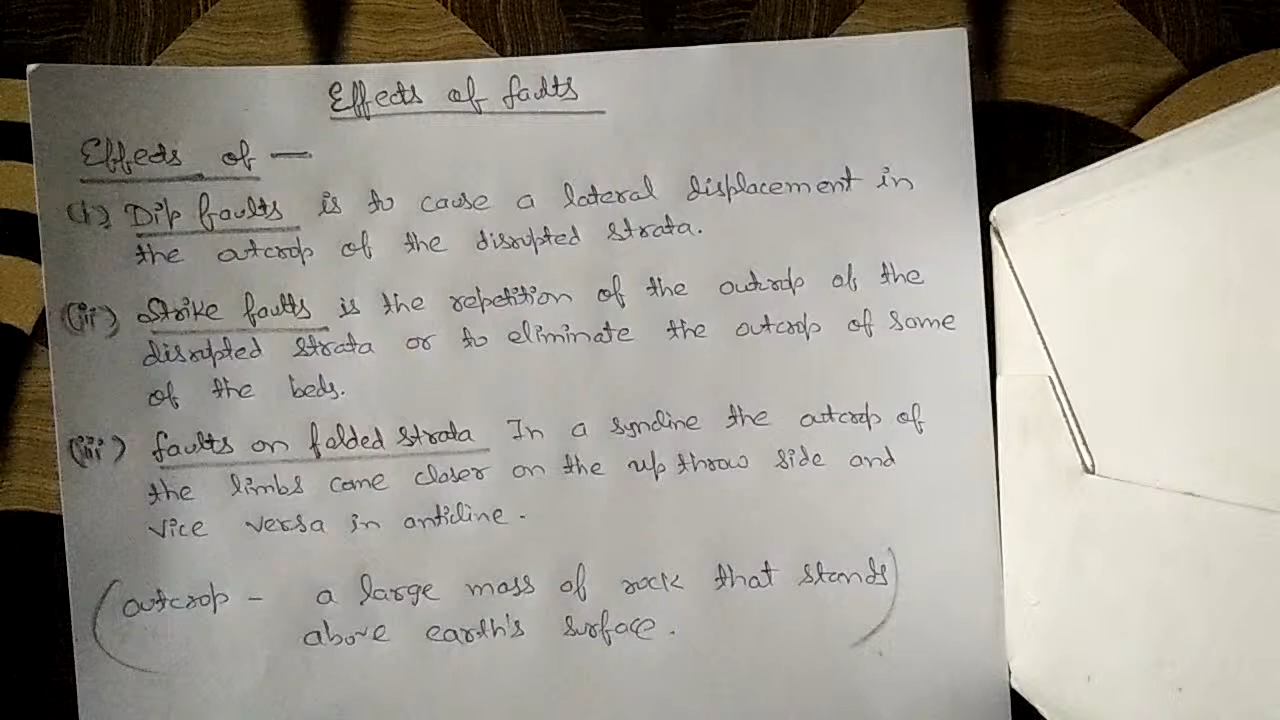 Effects of faults
Effects of —
(i) Dip faults is to cause a lateral displacement in
the outcrop of the disrupted strata.
(ii) Strike faults is the repetition of the outcrop of the
disrupted strata or to eliminate the outcrop of some
of the beds.
(iii) faults on folded strata In a syncline the outcrop of
the limbs come closer on the up throw side and
vice versa in anticline.
(outcrop - a large mass of rock that stands
above earth's surface.)